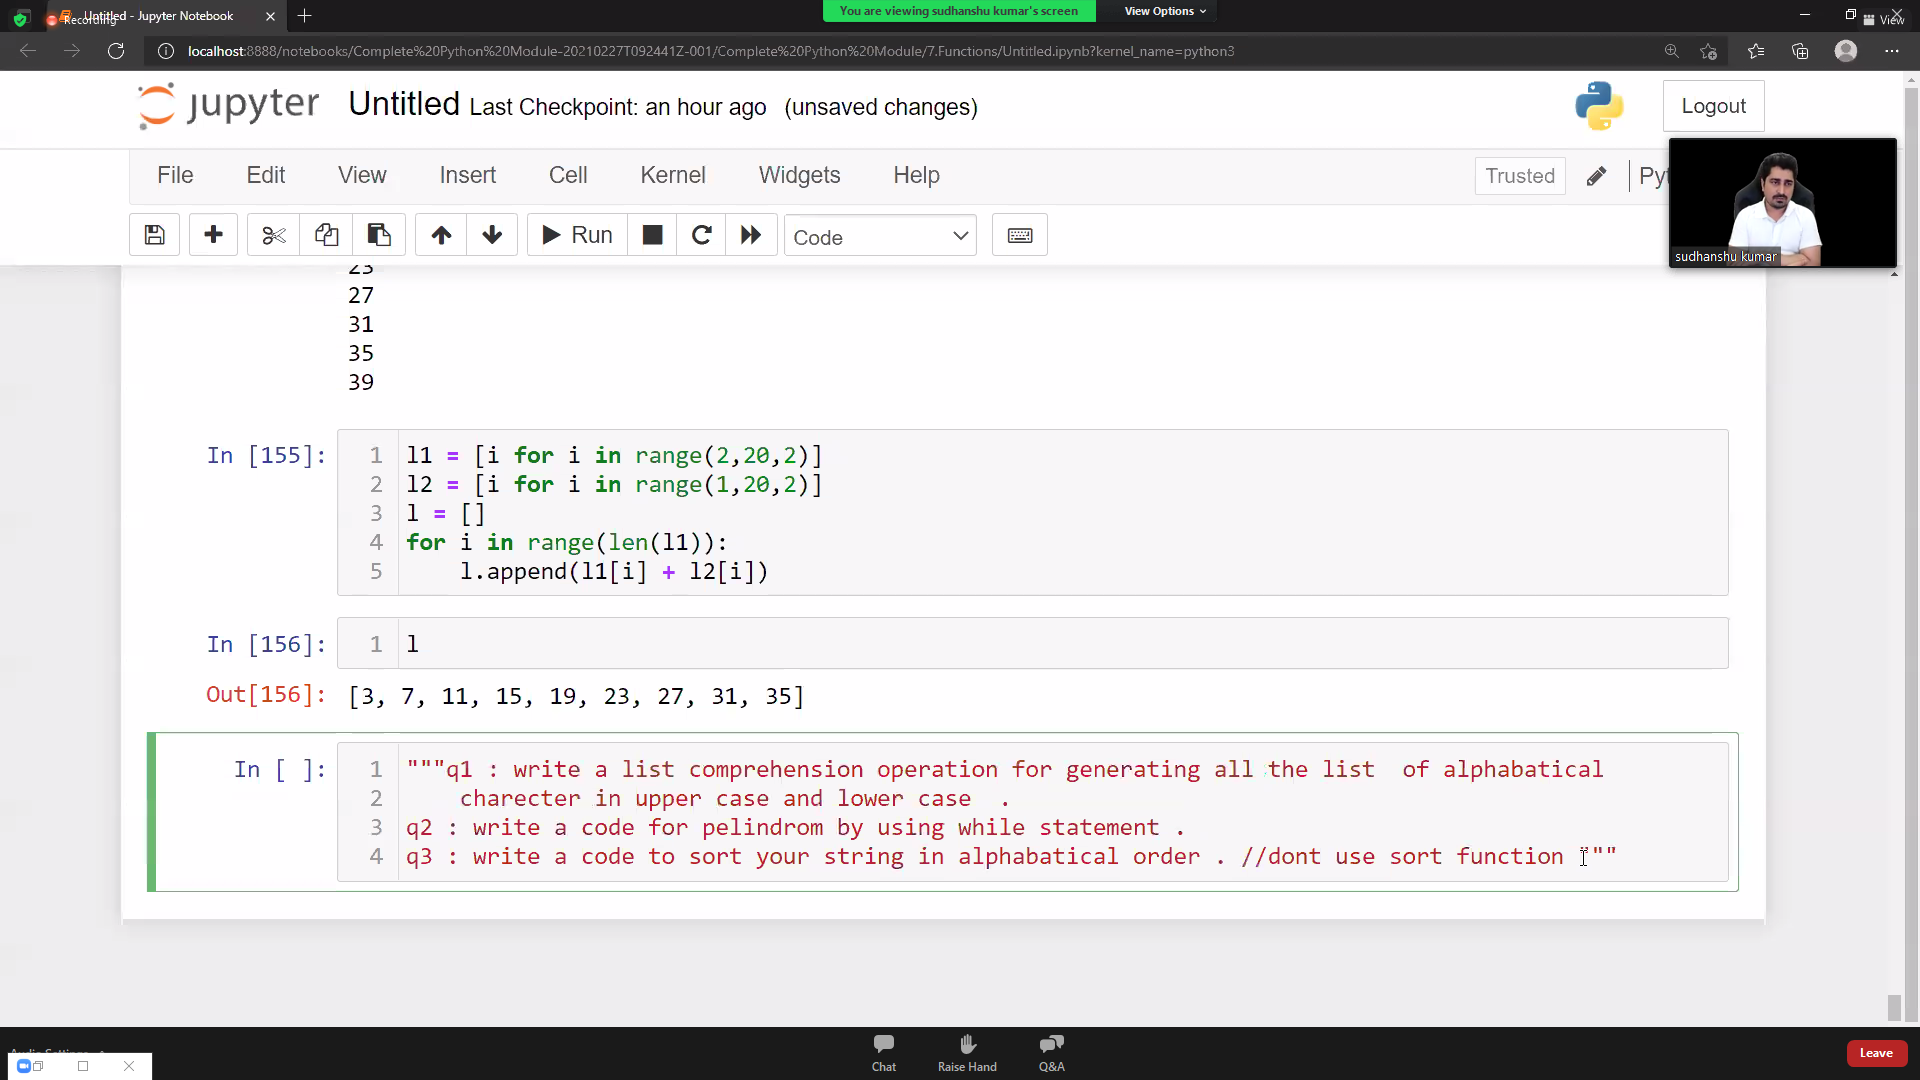 Untitled - Jupyter Notebook
Recording
You are viewing sudhanshu kumar's screen
View Options
View
localhost:8888/notebooks/Complete%20Python%20Module-20210227T092441Z-001/Complete%20Python%20Module/7.Functions/Untitled.ipynb?kernel_name=python3
jupyter
Untitled Last Checkpoint: an hour ago (unsaved changes)
Logout
File Edit View Insert Cell Kernel Widgets Help
Trusted
Run
Code
sudhanshu kumar
23
27
31
35
39
In [155]:
1 l1 = [i for i in range(2,20,2)]
2 l2 = [i for i in range(1,20,2)]
3 l = []
4 for i in range(len(l1)):
5 l.append(l1[i] + l2[i])
In [156]: 1 l
Out[156]: [3, 7, 11, 15, 19, 23, 27, 31, 35]
In [ ]:
1 """q1 : write a list comprehension operation for generating all the list of alphabatical
2 charecter in upper case and lower case .
3 q2 : write a code for pelindrom by using while statement .
4 q3 : write a code to sort your string in alphabatical order . //dont use sort function """
Chat
Raise Hand
Q&A
Leave